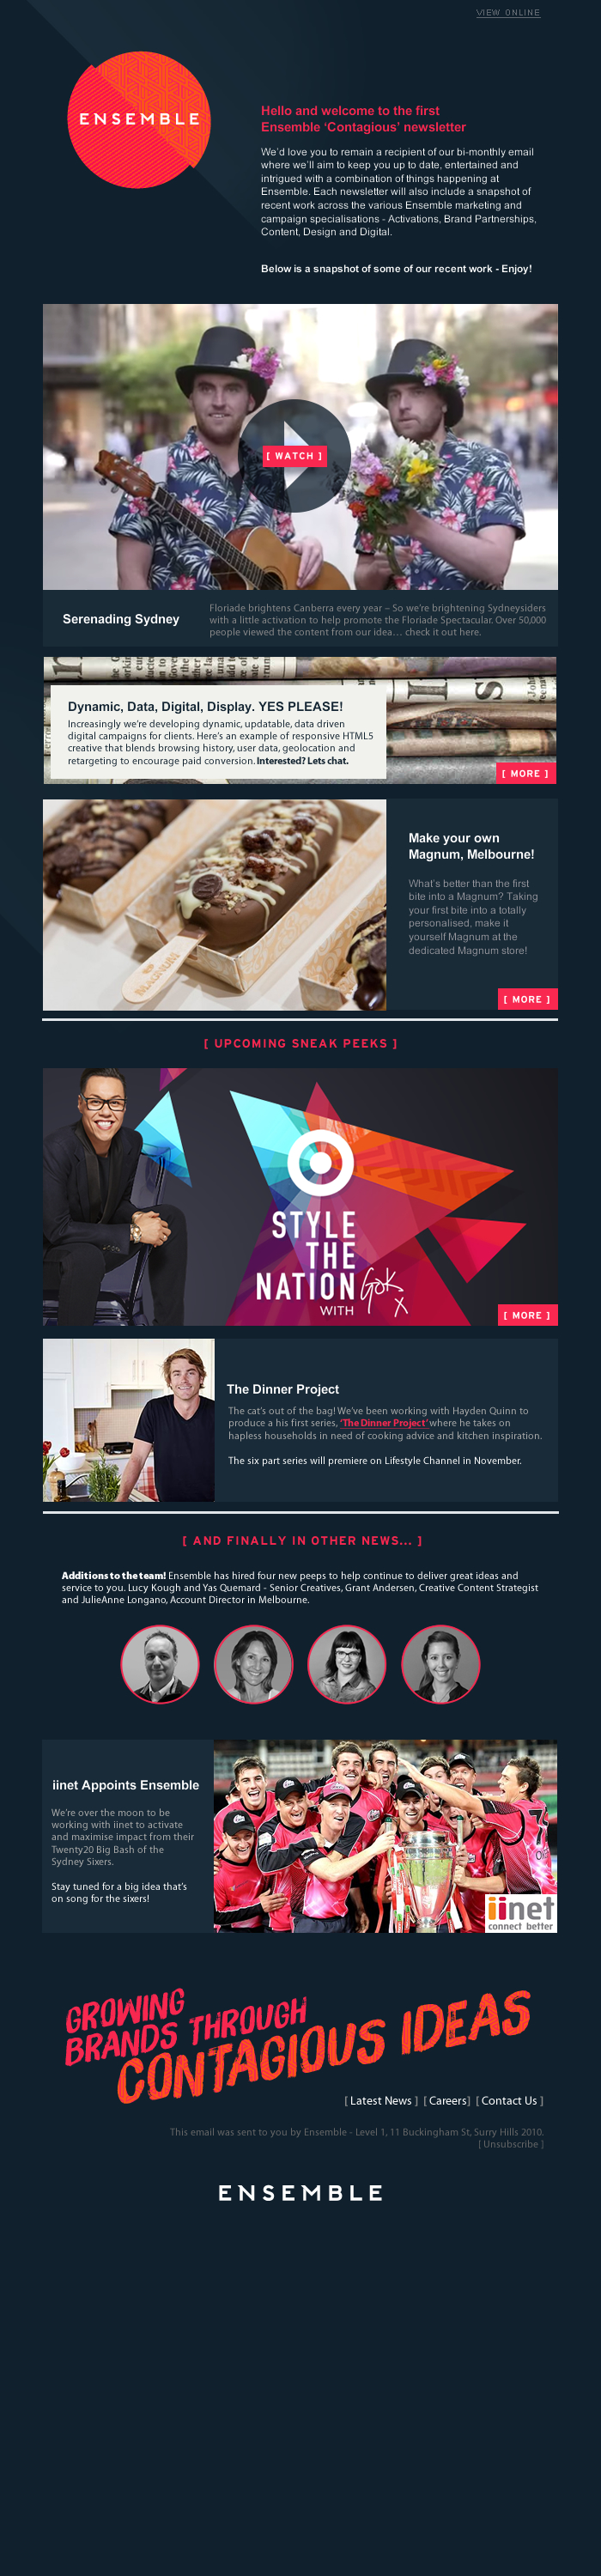 VIEW ONLINE
ENSEMBLE
Hello and welcome to the first
Ensemble ‘Contagious’ newsletter
We’d love you to remain a recipient of our bi-monthly email
where we’ll aim to keep you up to date, entertained and
intrigued with a combination of things happening at
Ensemble. Each newsletter will also include a snapshot of
recent work across the various Ensemble marketing and
campaign specialisations - Activations, Brand Partnerships,
Content, Design and Digital.
Below is a snapshot of some of our recent work - Enjoy!
[ WATCH ]
Serenading Sydney
Floriade brightens Canberra every year – So we’re brightening Sydneysiders
with a little activation to help promote the Floriade Spectacular. Over 50,000
people viewed the content from our idea… check it out here.
Dynamic, Data, Digital, Display. YES PLEASE!
Increasingly we’re developing dynamic, updatable, data driven
digital campaigns for clients. Here’s an example of responsive HTML5
creative that blends browsing history, user data, geolocation and
retargeting to encourage paid conversion. Interested? Lets chat.
[ MORE ]
MAGNUM
Make your own
Magnum, Melbourne!
What’s better than the first
bite into a Magnum? Taking
your first bite into a totally
personalised, make it
yourself Magnum at the
dedicated Magnum store!
[ MORE ]
[ UPCOMING SNEAK PEEKS ]
STYLE
THE
NATION
WITH Gok X
[ MORE ]
The Dinner Project
The cat’s out of the bag! We’ve been working with Hayden Quinn to
produce a his first series, ‘The Dinner Project’ where he takes on
hapless households in need of cooking advice and kitchen inspiration.
The six part series will premiere on Lifestyle Channel in November.
[ AND FINALLY IN OTHER NEWS... ]
Additions to the team! Ensemble has hired four new peeps to help continue to deliver great ideas and
service to you. Lucy Kough and Yas Quemard - Senior Creatives, Grant Andersen, Creative Content Strategist
and JulieAnne Longano, Account Director in Melbourne.
iinet Appoints Ensemble
We’re over the moon to be
working with iinet to activate
and maximise impact from their
Twenty20 Big Bash of the
Sydney Sixers.
Stay tuned for a big idea that’s
on song for the sixers!
7
iinet
connect better
GROWING
BRANDS THROUGH
CONTAGIOUS IDEAS
[ Latest News ] [ Careers] [ Contact Us ]
This email was sent to you by Ensemble - Level 1, 11 Buckingham St, Surry Hills 2010.
[ Unsubscribe ]
ENSEMBLE